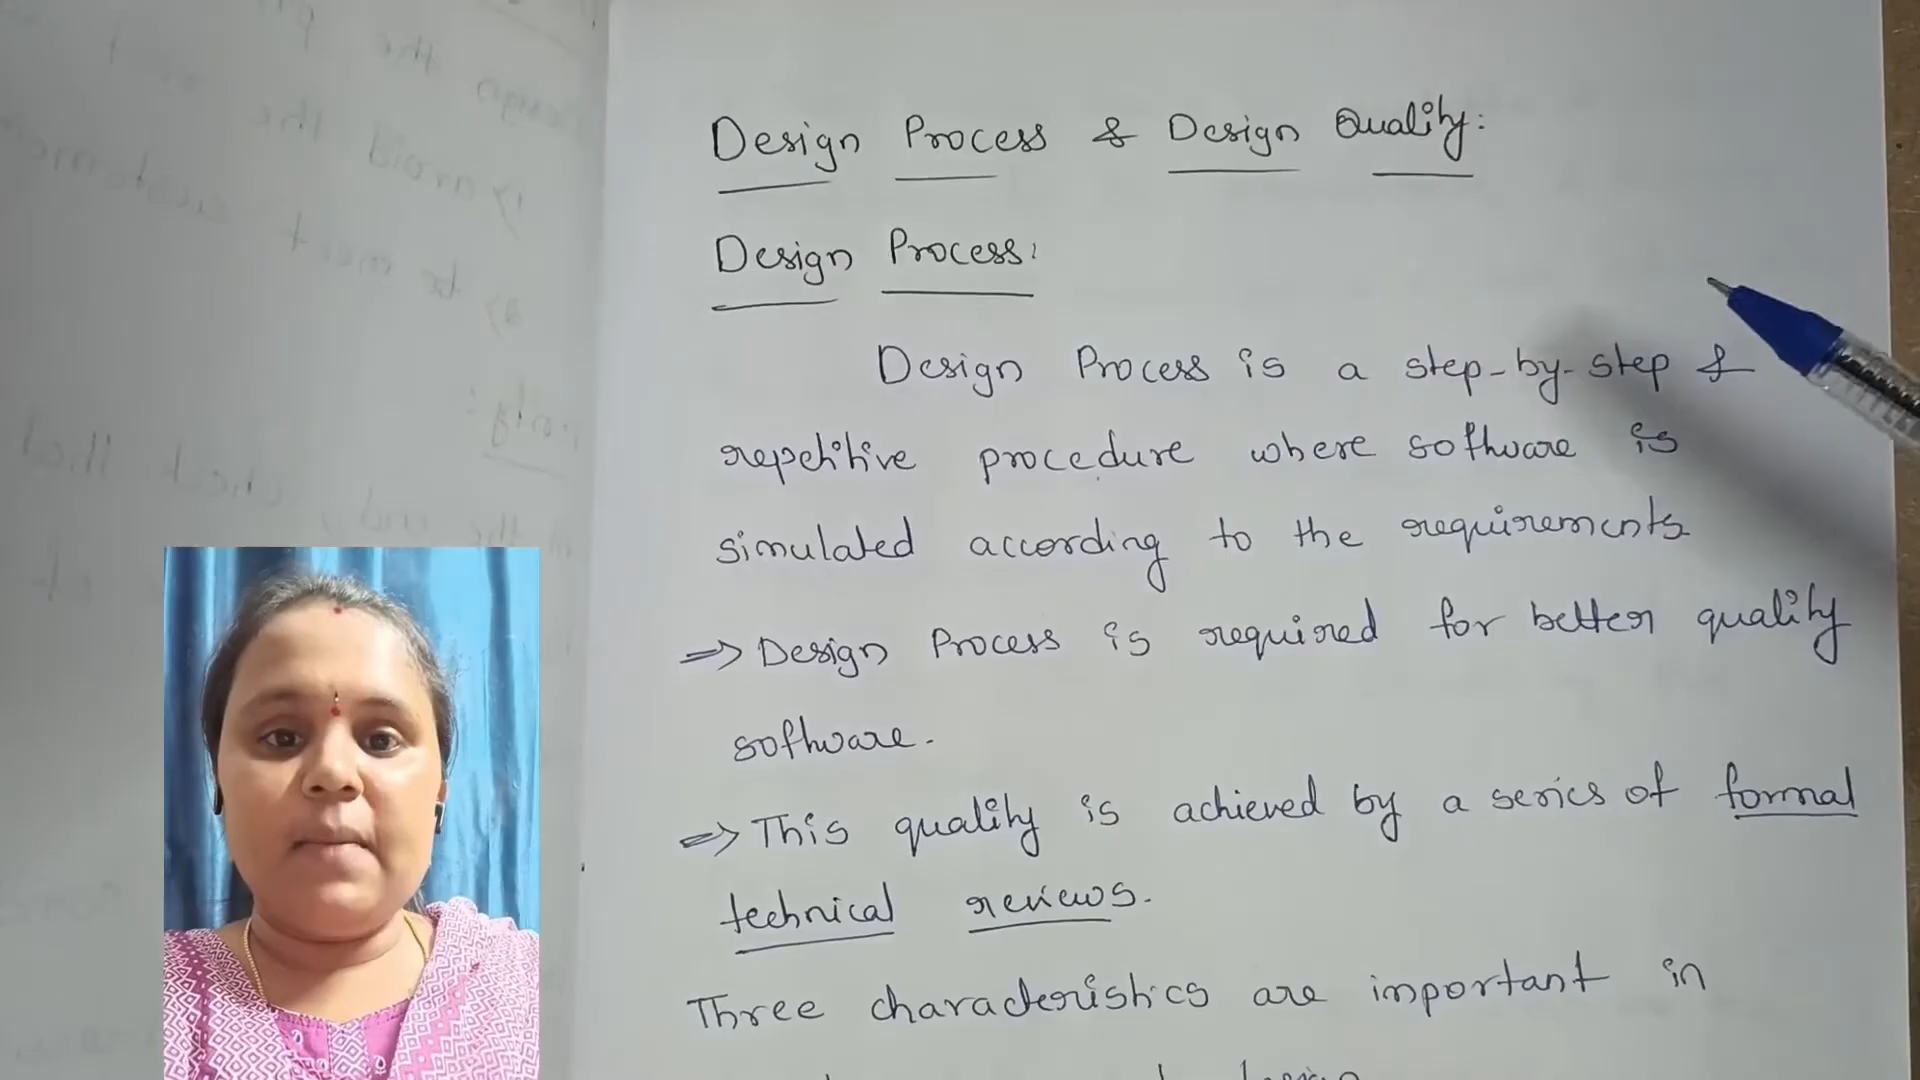 Design Process & Design Quality:
Design Process:
Design Process is a step-by-step &
repetitive procedure where software is
simulated according to the requirements
=> Design Process is required for better quality
software.
=> This quality is achieved by a series of formal
technical reviews.
Three characteristics are important in